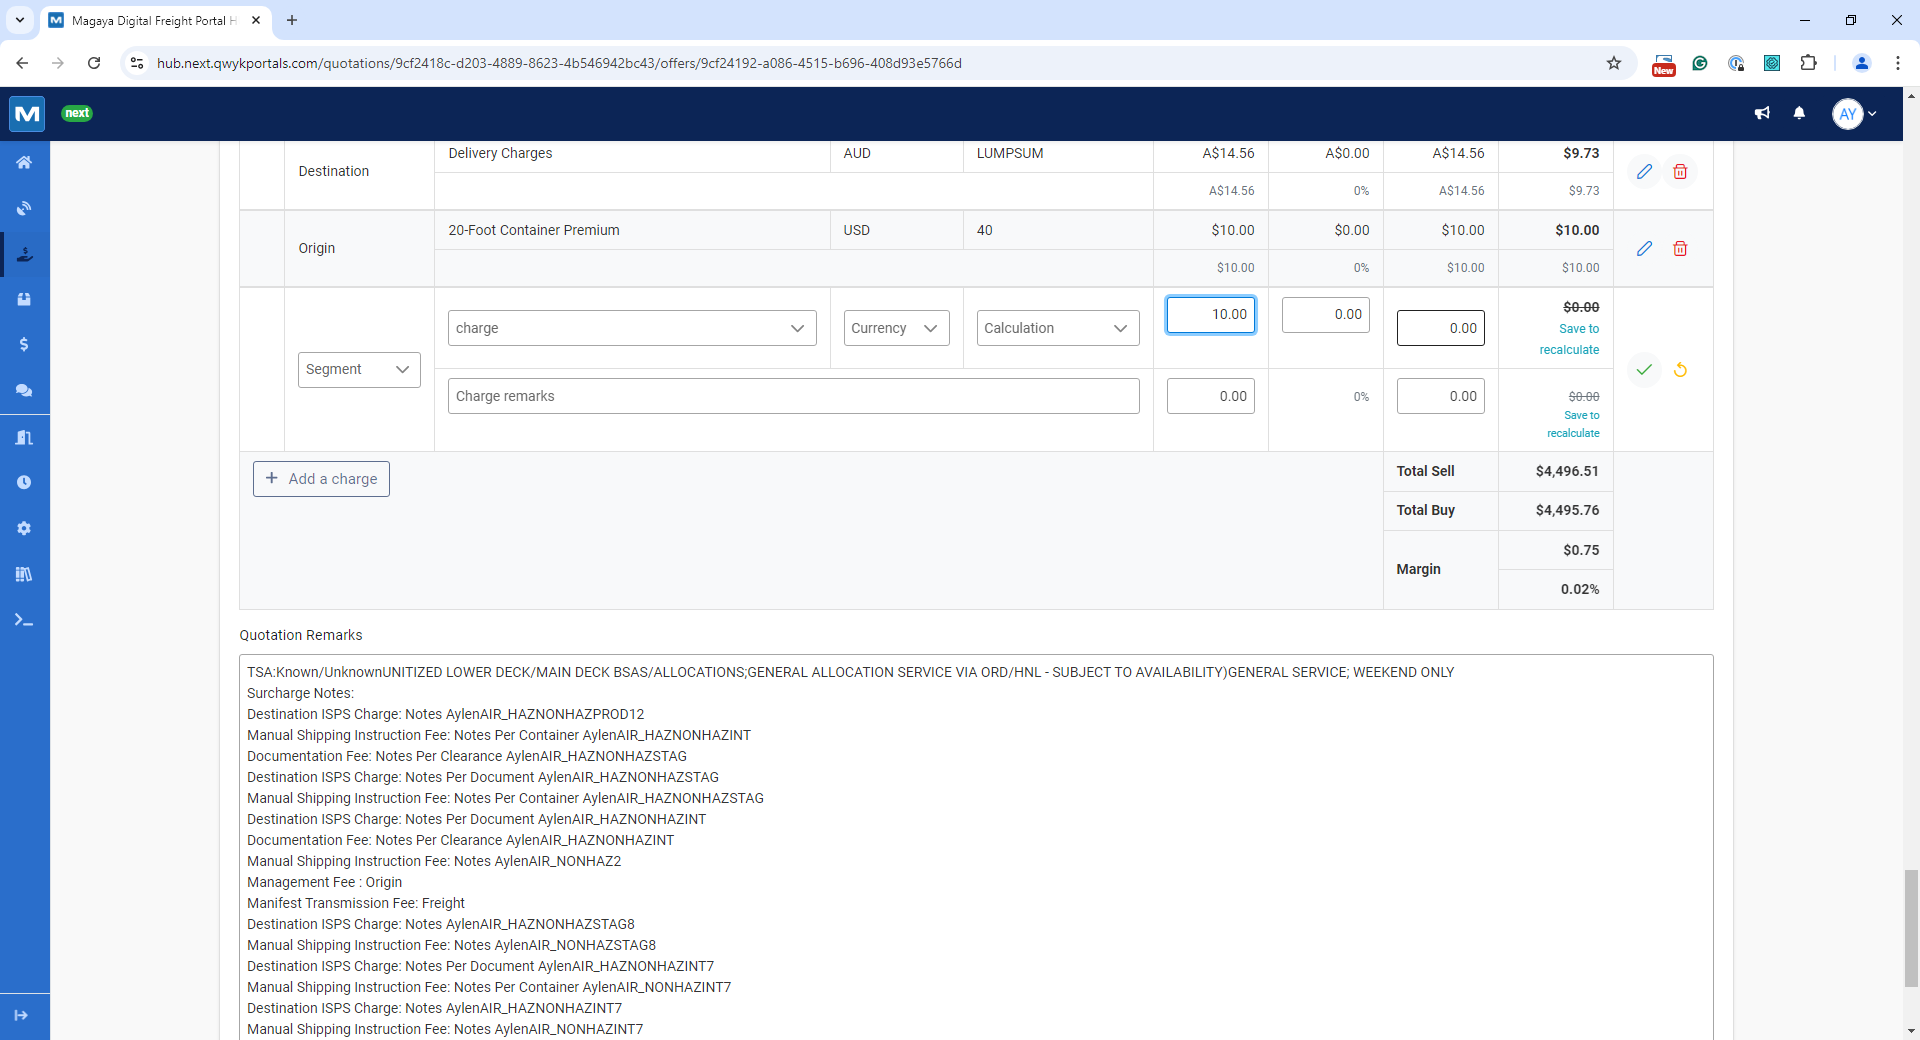 Magaya Digital Freight Portal H
hub.next.qwykportals.com/quotations/9cf2418c-d203-4889-8623-4b546942bc43/offers/9cf24192-a086-4515-b696-408d93e5766d
New
next
AY
Destination
Delivery Charges
AUD
LUMPSUM
A$14.56
A$0.00
A$14.56
$9.73
A$14.56
0%
A$14.56
$9.73
Origin
20-Foot Container Premium
USD
40
$10.00
$0.00
$10.00
$10.00
$10.00
0%
$10.00
$10.00
Segment
charge
Currency
Calculation
10.00
0.00
0.00
$0.00
Save to
recalculate
Charge remarks
0.00
0%
0.00
$0.00
Save to
recalculate
+ Add a charge
Total Sell
$4,496.51
Total Buy
$4,495.76
Margin
$0.75
0.02%
Quotation Remarks
TSA:Known/UnknownUNITIZED LOWER DECK/MAIN DECK BSAS/ALLOCATIONS;GENERAL ALLOCATION SERVICE VIA ORD/HNL - SUBJECT TO AVAILABILITY)GENERAL SERVICE; WEEKEND ONLY
Surcharge Notes:
Destination ISPS Charge: Notes AylenAIR_HAZNONHAZPROD12
Manual Shipping Instruction Fee: Notes Per Container AylenAIR_HAZNONHAZINT
Documentation Fee: Notes Per Clearance AylenAIR_HAZNONHAZSTAG
Destination ISPS Charge: Notes Per Document AylenAIR_HAZNONHAZSTAG
Manual Shipping Instruction Fee: Notes Per Container AylenAIR_HAZNONHAZSTAG
Destination ISPS Charge: Notes Per Document AylenAIR_HAZNONHAZINT
Documentation Fee: Notes Per Clearance AylenAIR_HAZNONHAZINT
Manual Shipping Instruction Fee: Notes AylenAIR_NONHAZ2
Management Fee : Origin
Manifest Transmission Fee: Freight
Destination ISPS Charge: Notes AylenAIR_HAZNONHAZSTAG8
Manual Shipping Instruction Fee: Notes AylenAIR_NONHAZSTAG8
Destination ISPS Charge: Notes Per Document AylenAIR_HAZNONHAZINT7
Manual Shipping Instruction Fee: Notes Per Container AylenAIR_NONHAZINT7
Destination ISPS Charge: Notes AylenAIR_HAZNONHAZINT7
Manual Shipping Instruction Fee: Notes AylenAIR_NONHAZINT7